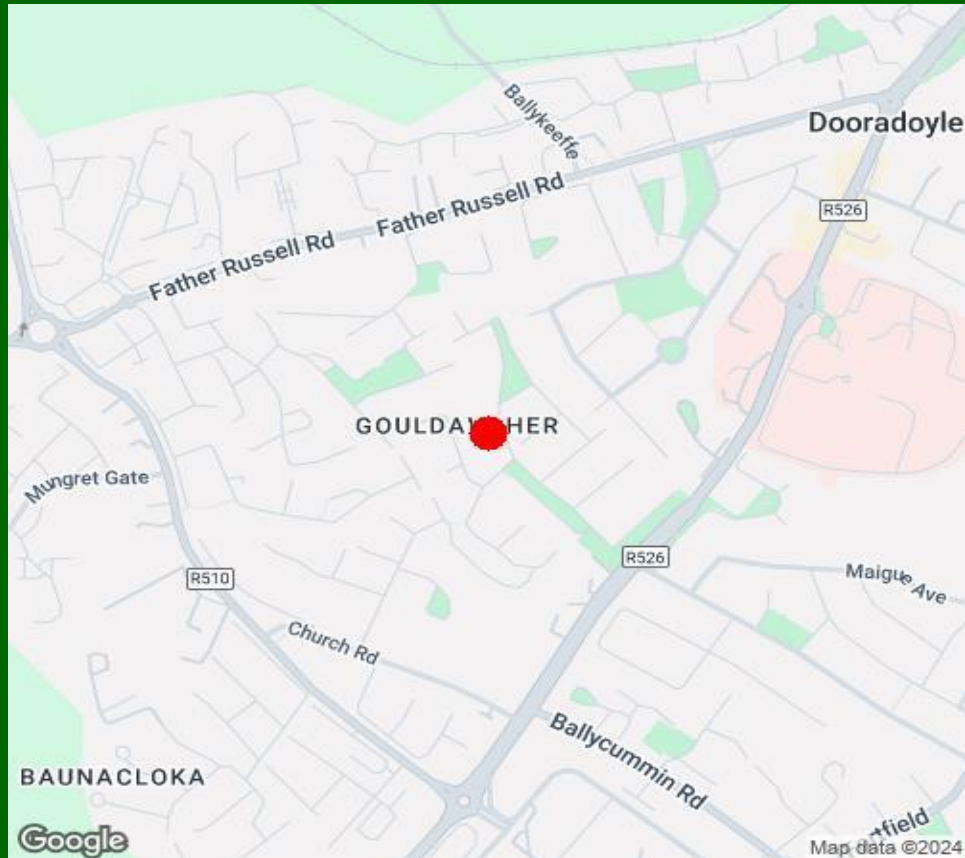 Ballykeeffe
Dooradoyle
R526
Father Russell Rd
Father Russell Rd
Mungret Gate
R526
R510
Maigue Ave
Church Rd
Ballycummin Rd
BAUNACLOKA
Google
Map data ©2024